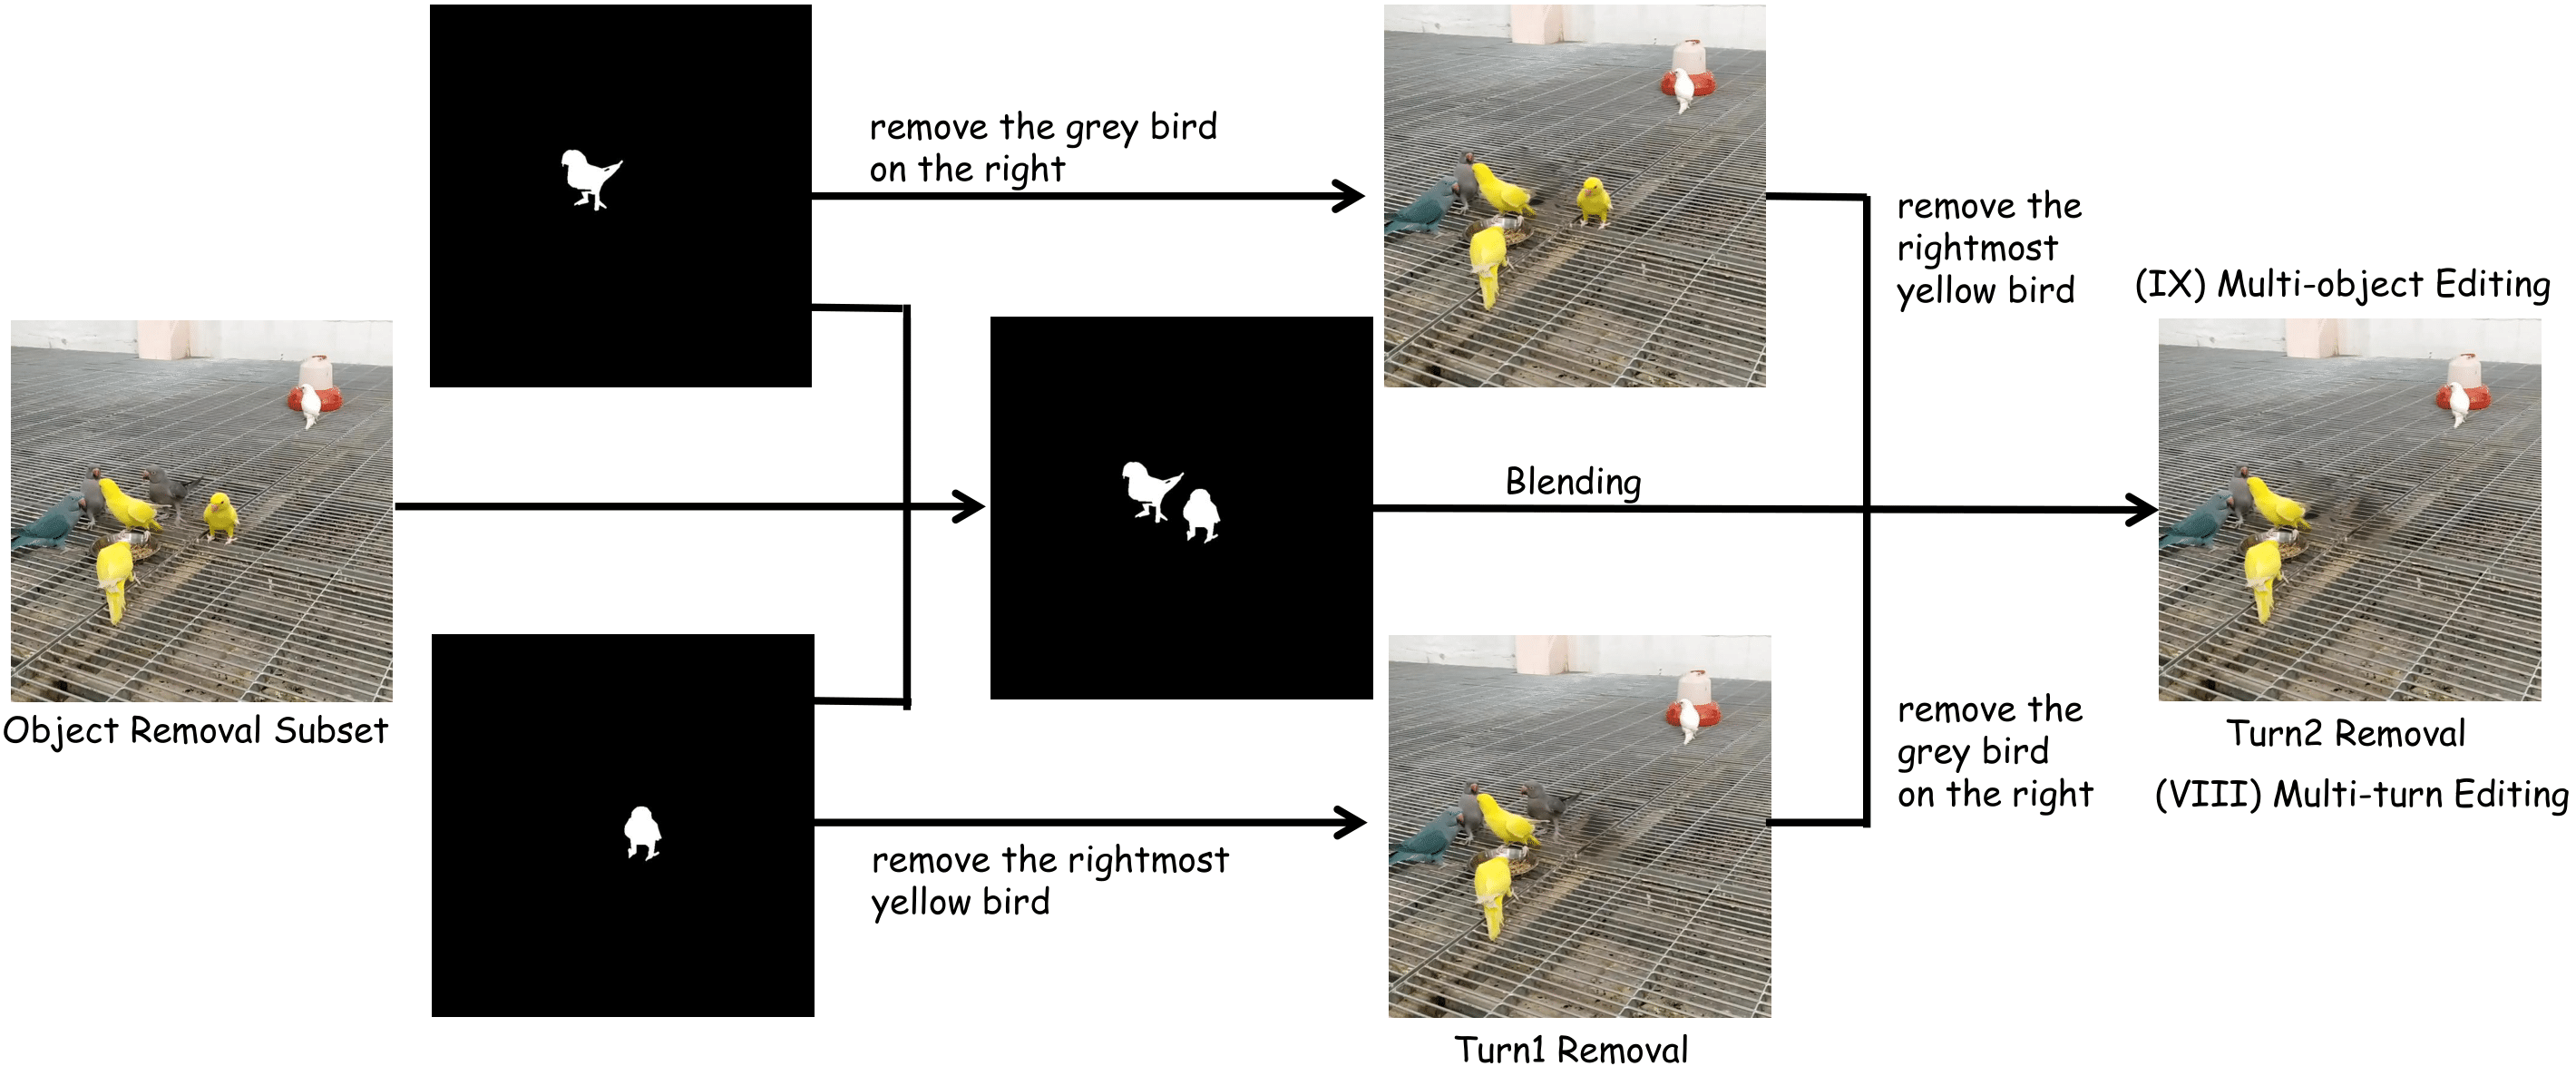 remove the grey bird
on the right
remove the
rightmost
yellow bird
(IX) Multi-object Editing
Blending
Object Removal Subset
remove the
grey bird
on the right
Turn2 Removal
(VIII) Multi-turn Editing
remove the rightmost
yellow bird
Turn1 Removal